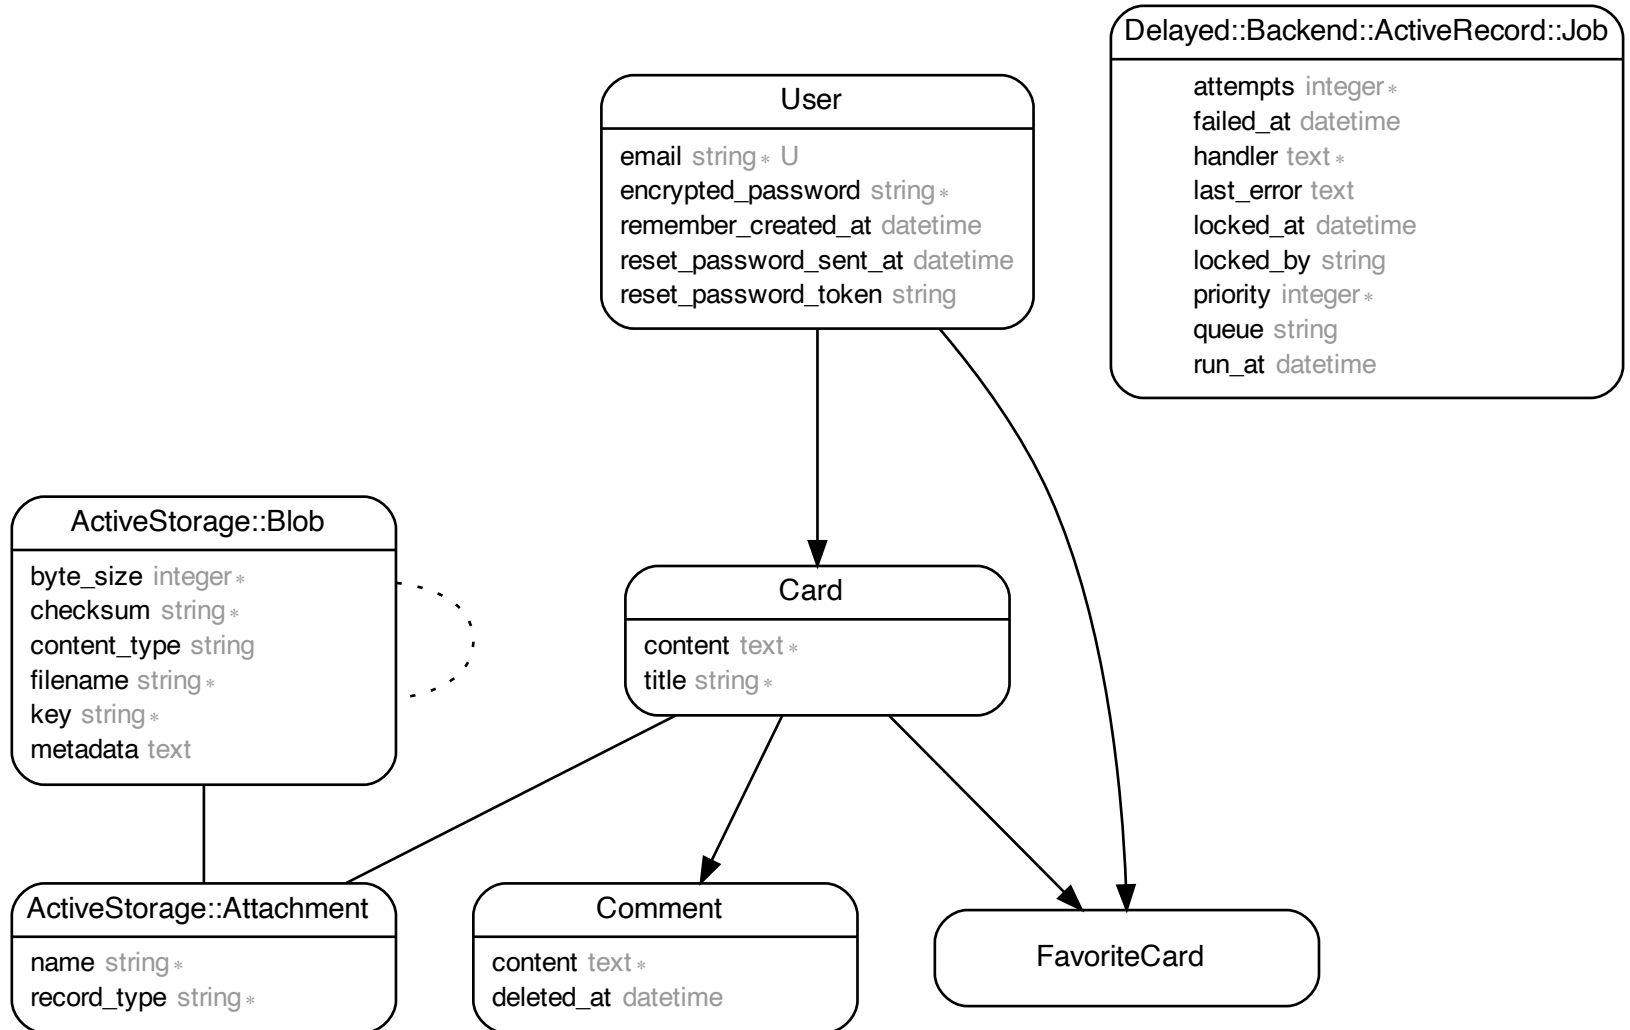 Delayed::Backend::ActiveRecord::Job
attempts integer *
failed_at datetime
handler text *
last_error text
locked_at datetime
locked_by string
priority integer *
queue string
run_at datetime
User
email string * U
encrypted_password string *
remember_created_at datetime
reset_password_sent_at datetime
reset_password_token string
ActiveStorage::Blob
byte_size integer *
checksum string *
content_type string
filename string *
key string *
metadata text
Card
content text *
title string *
ActiveStorage::Attachment
name string *
record_type string *
Comment
content text *
deleted_at datetime
FavoriteCard